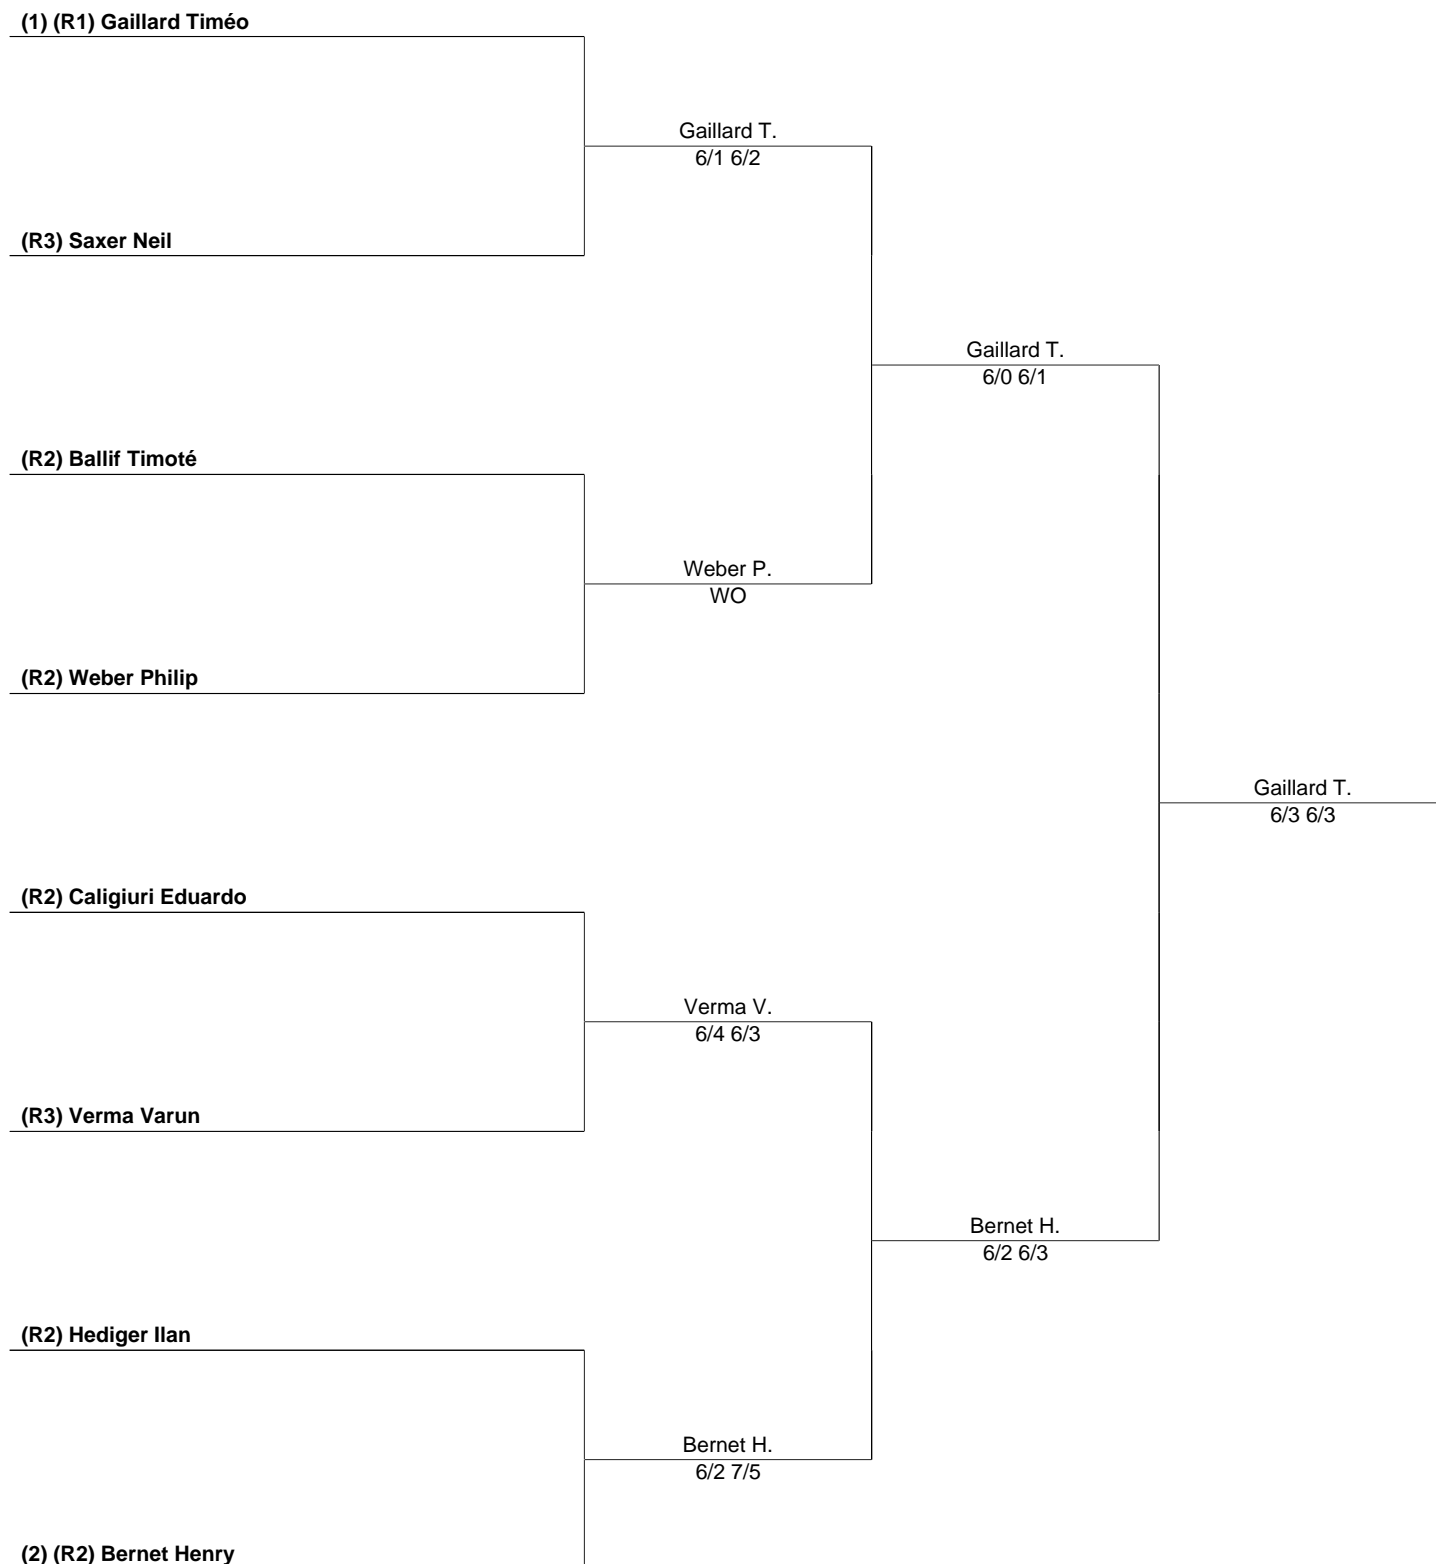 (1) (R1) Gaillard Timéo
Gaillard T.
6/1 6/2
(R3) Saxer Neil
Gaillard T.
6/0 6/1
(R2) Ballif Timoté
Weber P.
WO
(R2) Weber Philip
Gaillard T.
6/3 6/3
(R2) Caligiuri Eduardo
Verma V.
6/4 6/3
(R3) Verma Varun
Bernet H.
6/2 6/3
(R2) Hediger Ilan
Bernet H.
6/2 7/5
(2) (R2) Bernet Henry